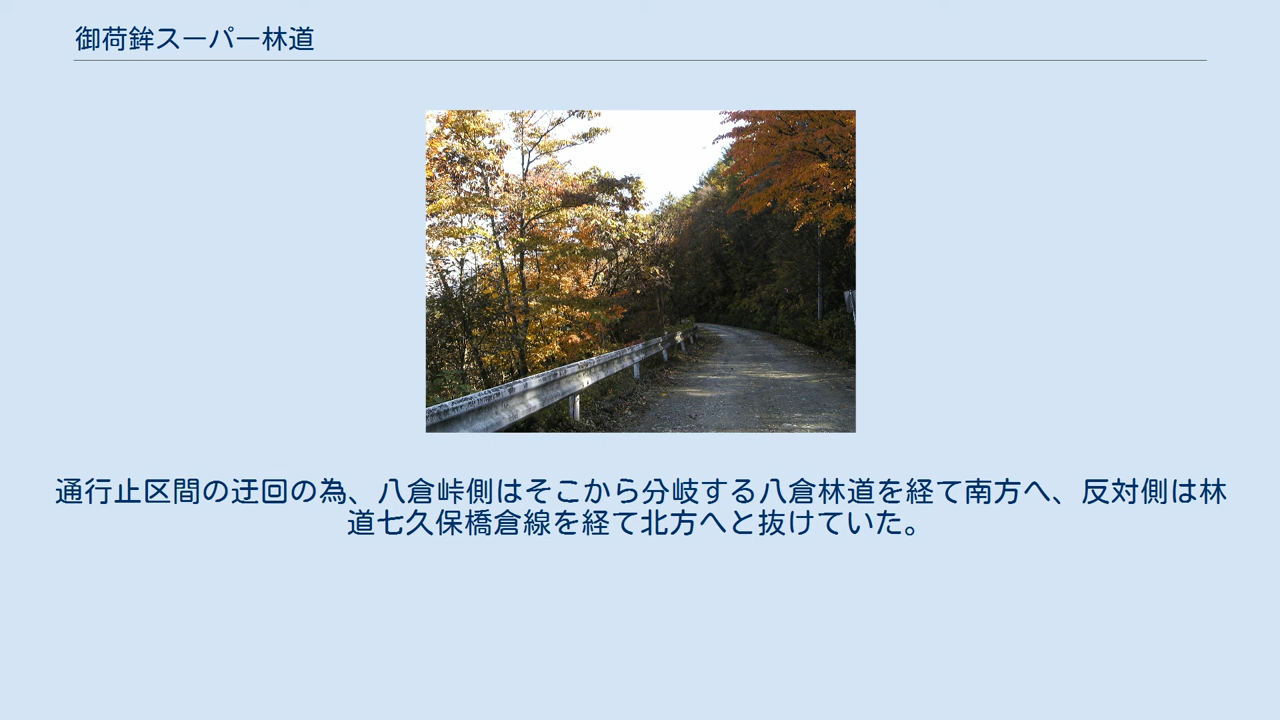 御荷鉾スーパー林道
通行止区間の迂回の為、八倉峠側はそこから分岐する八倉林道を経て南方へ、反対側は林
道七久保橋倉線を経て北方へと抜けていた。